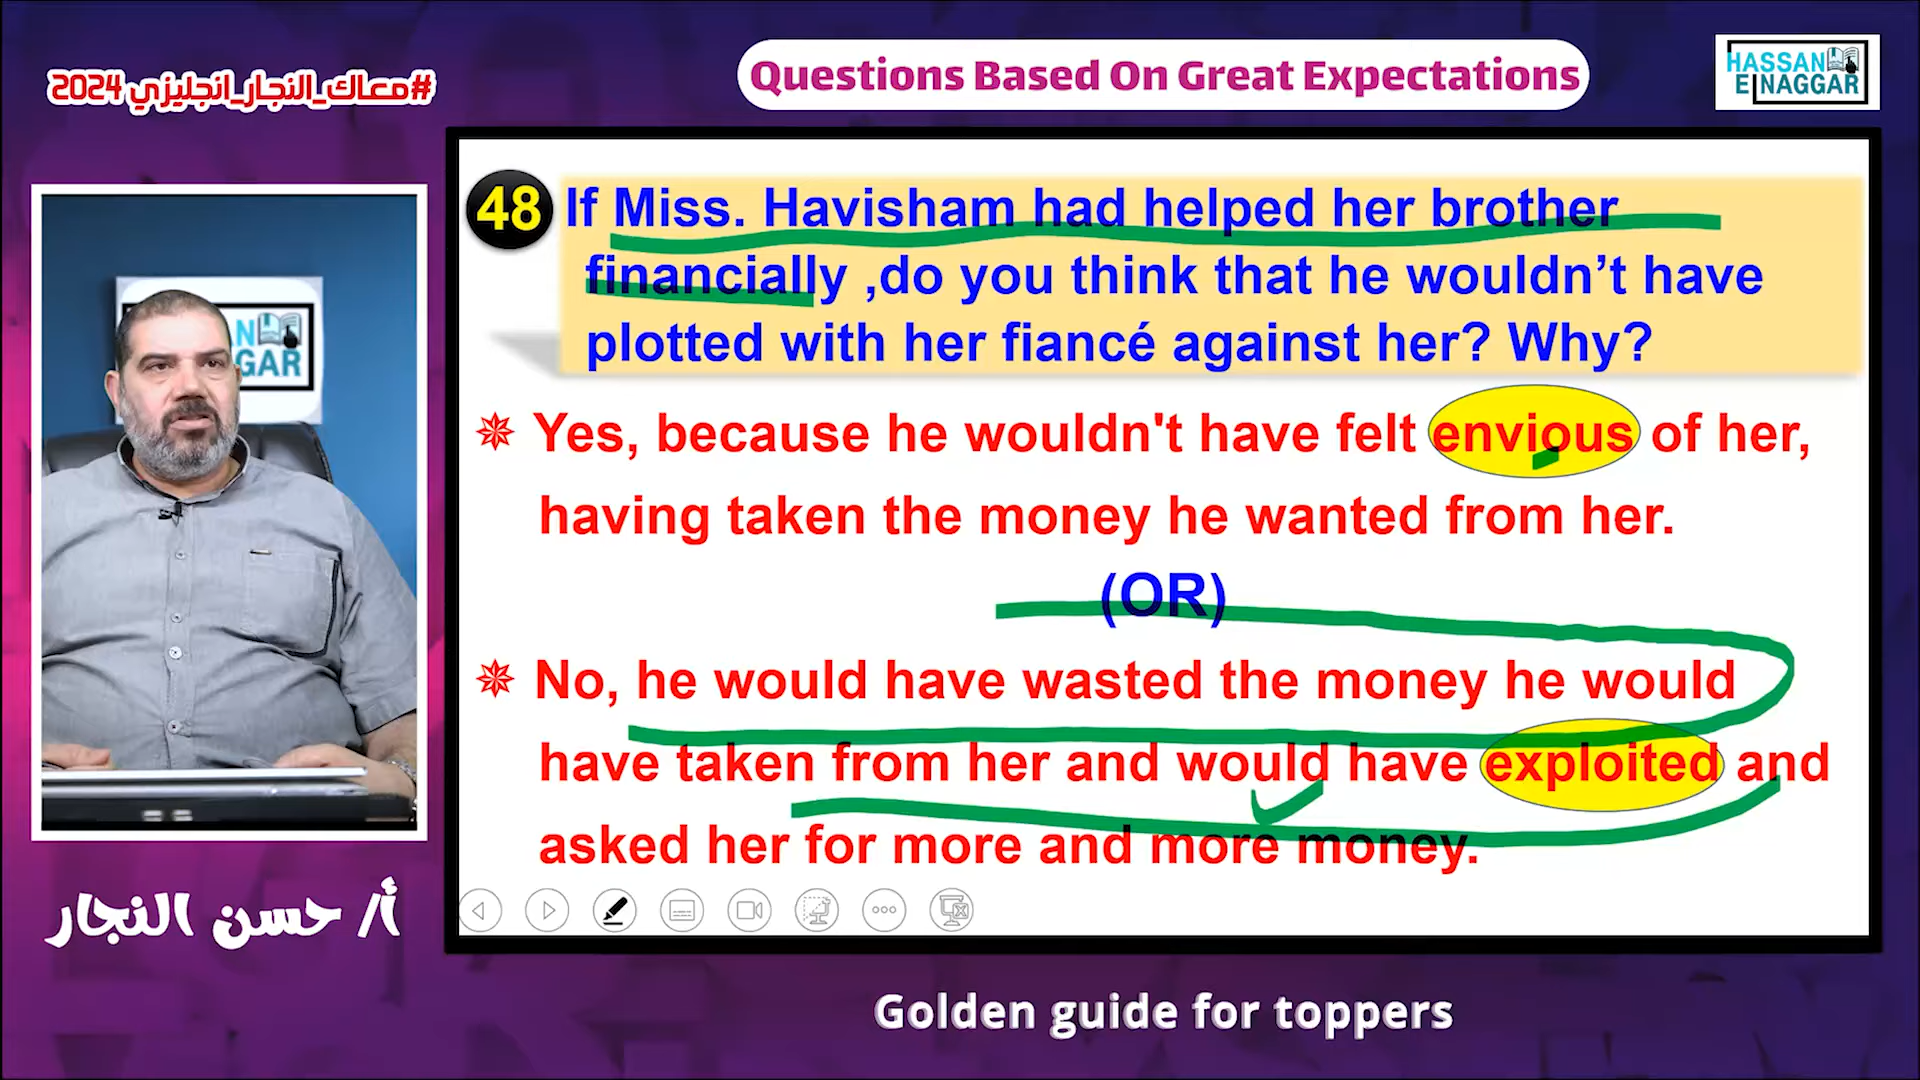 #معاك_النجار_انجليزي 2024
Questions Based On Great Expectations
HASSAN
ELNAGGAR
48 If Miss. Havisham had helped her brother
financially ,do you think that he wouldn’t have
plotted with her fiancé against her? Why?
Yes, because he wouldn't have felt envious of her,
having taken the money he wanted from her.
(OR)
No, he would have wasted the money he would
have taken from her and would have exploited and
asked her for more and more money.
AN
GGAR
أ/ حسن النجار
Golden guide for toppers